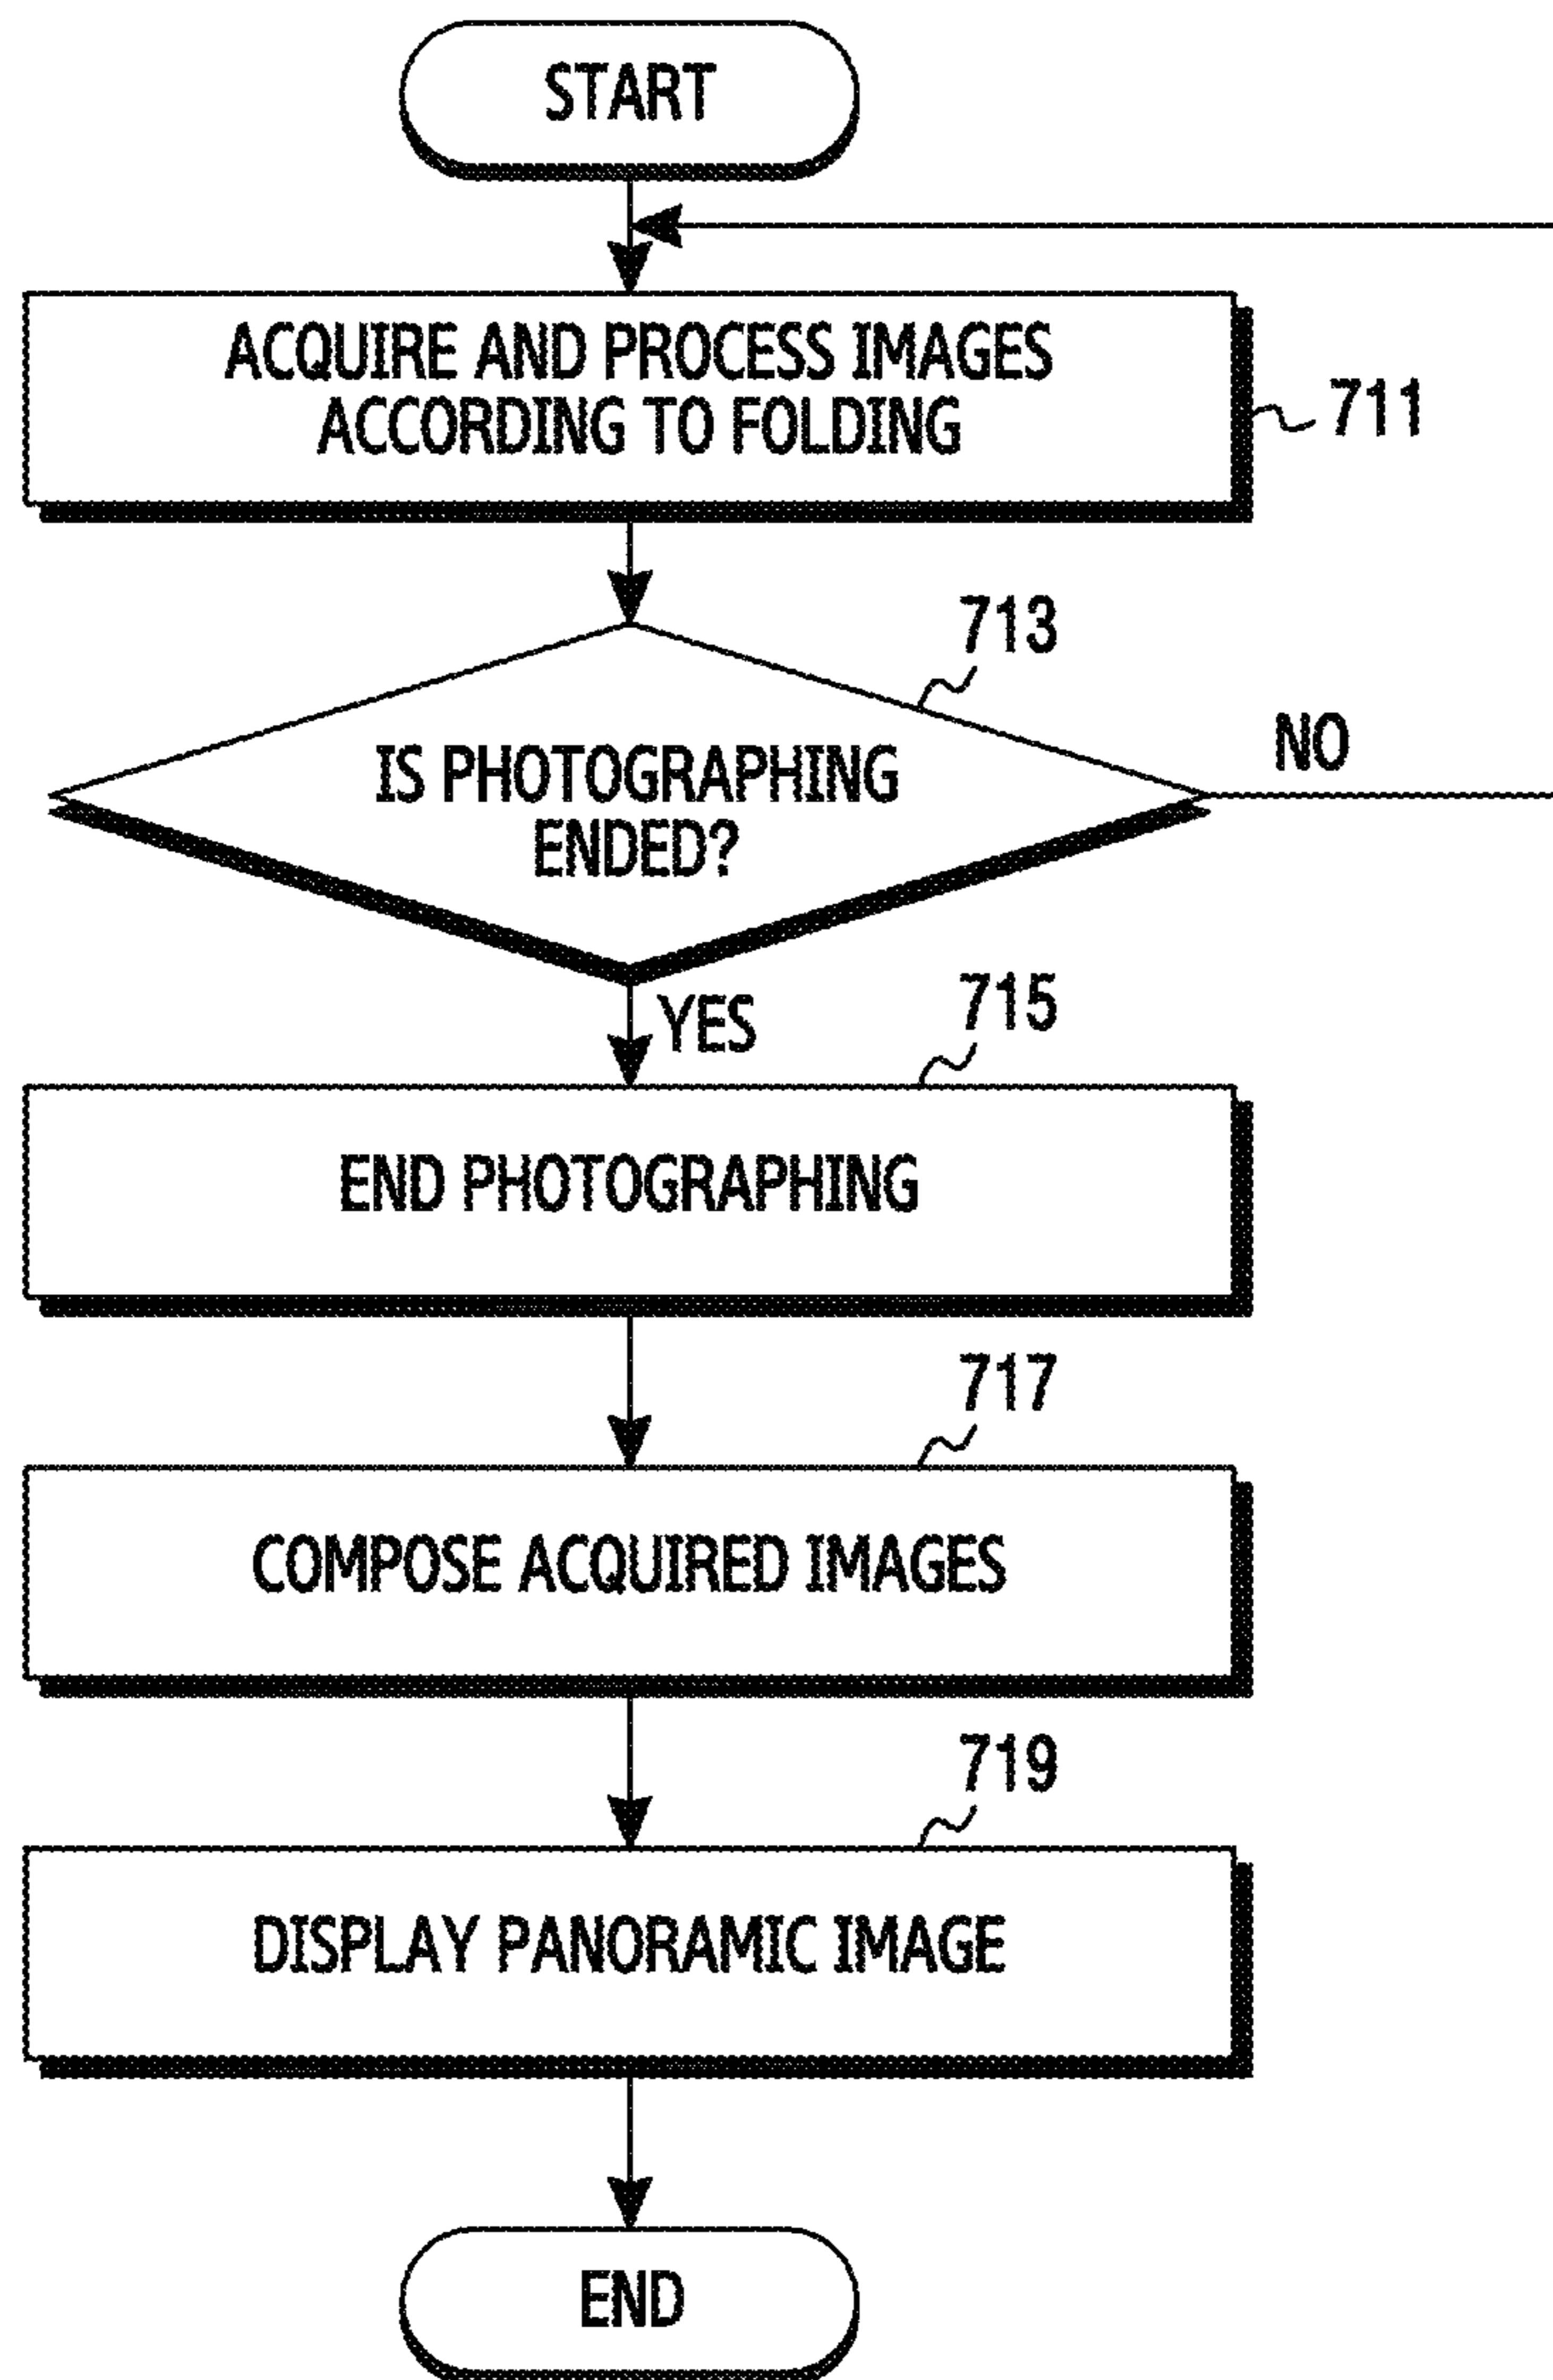 START
ACQUIRE AND PROCESS IMAGES
ACCORDING TO FOLDING
711
713
IS PHOTOGRAPHING
ENDED?
NO
YES
715
END PHOTOGRAPHING
717
COMPOSE ACQUIRED IMAGES
719
DISPLAY PANORAMIC IMAGE
END